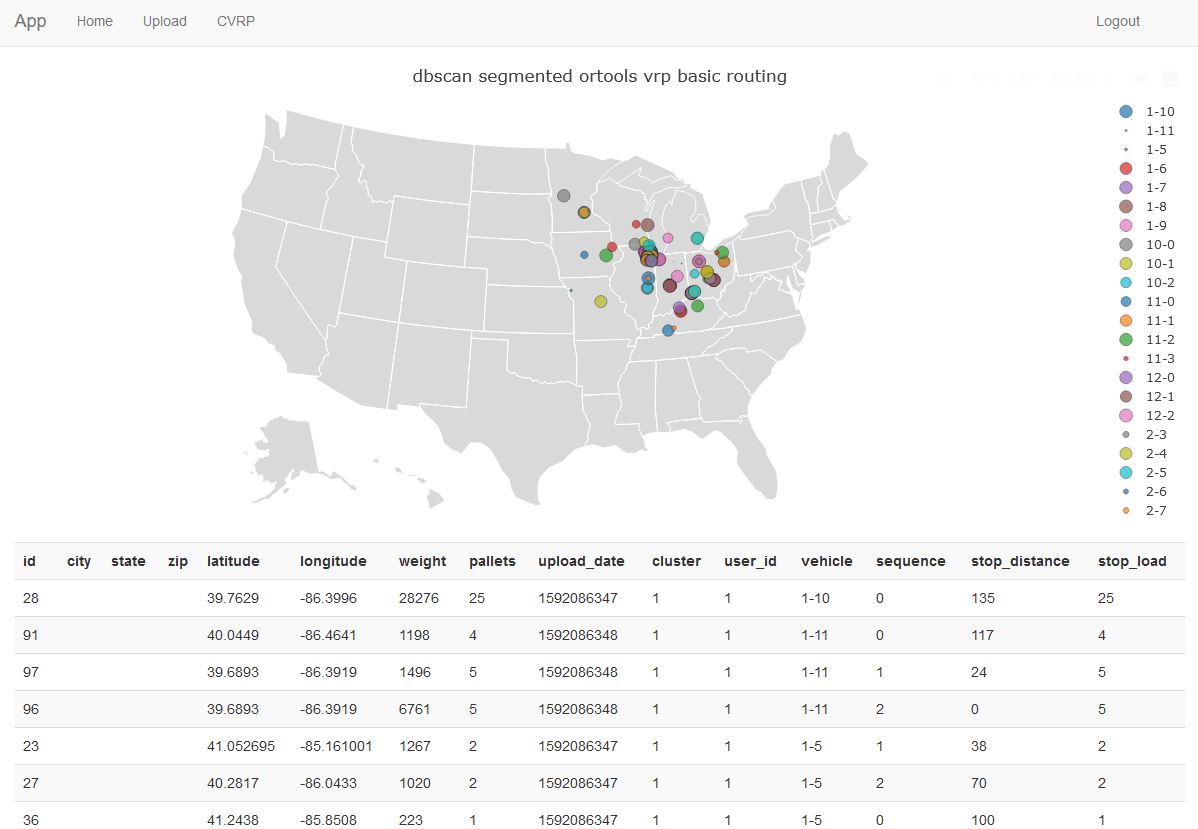 App Home Upload CVRP Logout
dbscan segmented ortools vrp basic routing
1-10
1-11
1-5
1-6
1-7
1-8
1-9
10-0
10-1
10-2
11-0
11-1
11-2
11-3
12-0
12-1
12-2
2-3
2-4
2-5
2-6
2-7
id city state zip latitude longitude weight pallets upload_date cluster user_id vehicle sequence stop_distance stop_load
28 39.7629 -86.3996 28276 25 1592086347 1 1 1-10 0 135 25
91 40.0449 -86.4641 1198 4 1592086348 1 1 1-11 0 117 4
97 39.6893 -86.3919 1496 5 1592086348 1 1 1-11 1 24 5
96 39.6893 -86.3919 6761 5 1592086348 1 1 1-11 2 0 5
23 41.052695 -85.161001 1267 2 1592086347 1 1 1-5 1 38 2
27 40.2817 -86.0433 1020 2 1592086347 1 1 1-5 2 70 2
36 41.2438 -85.8508 223 1 1592086347 1 1 1-5 0 100 1